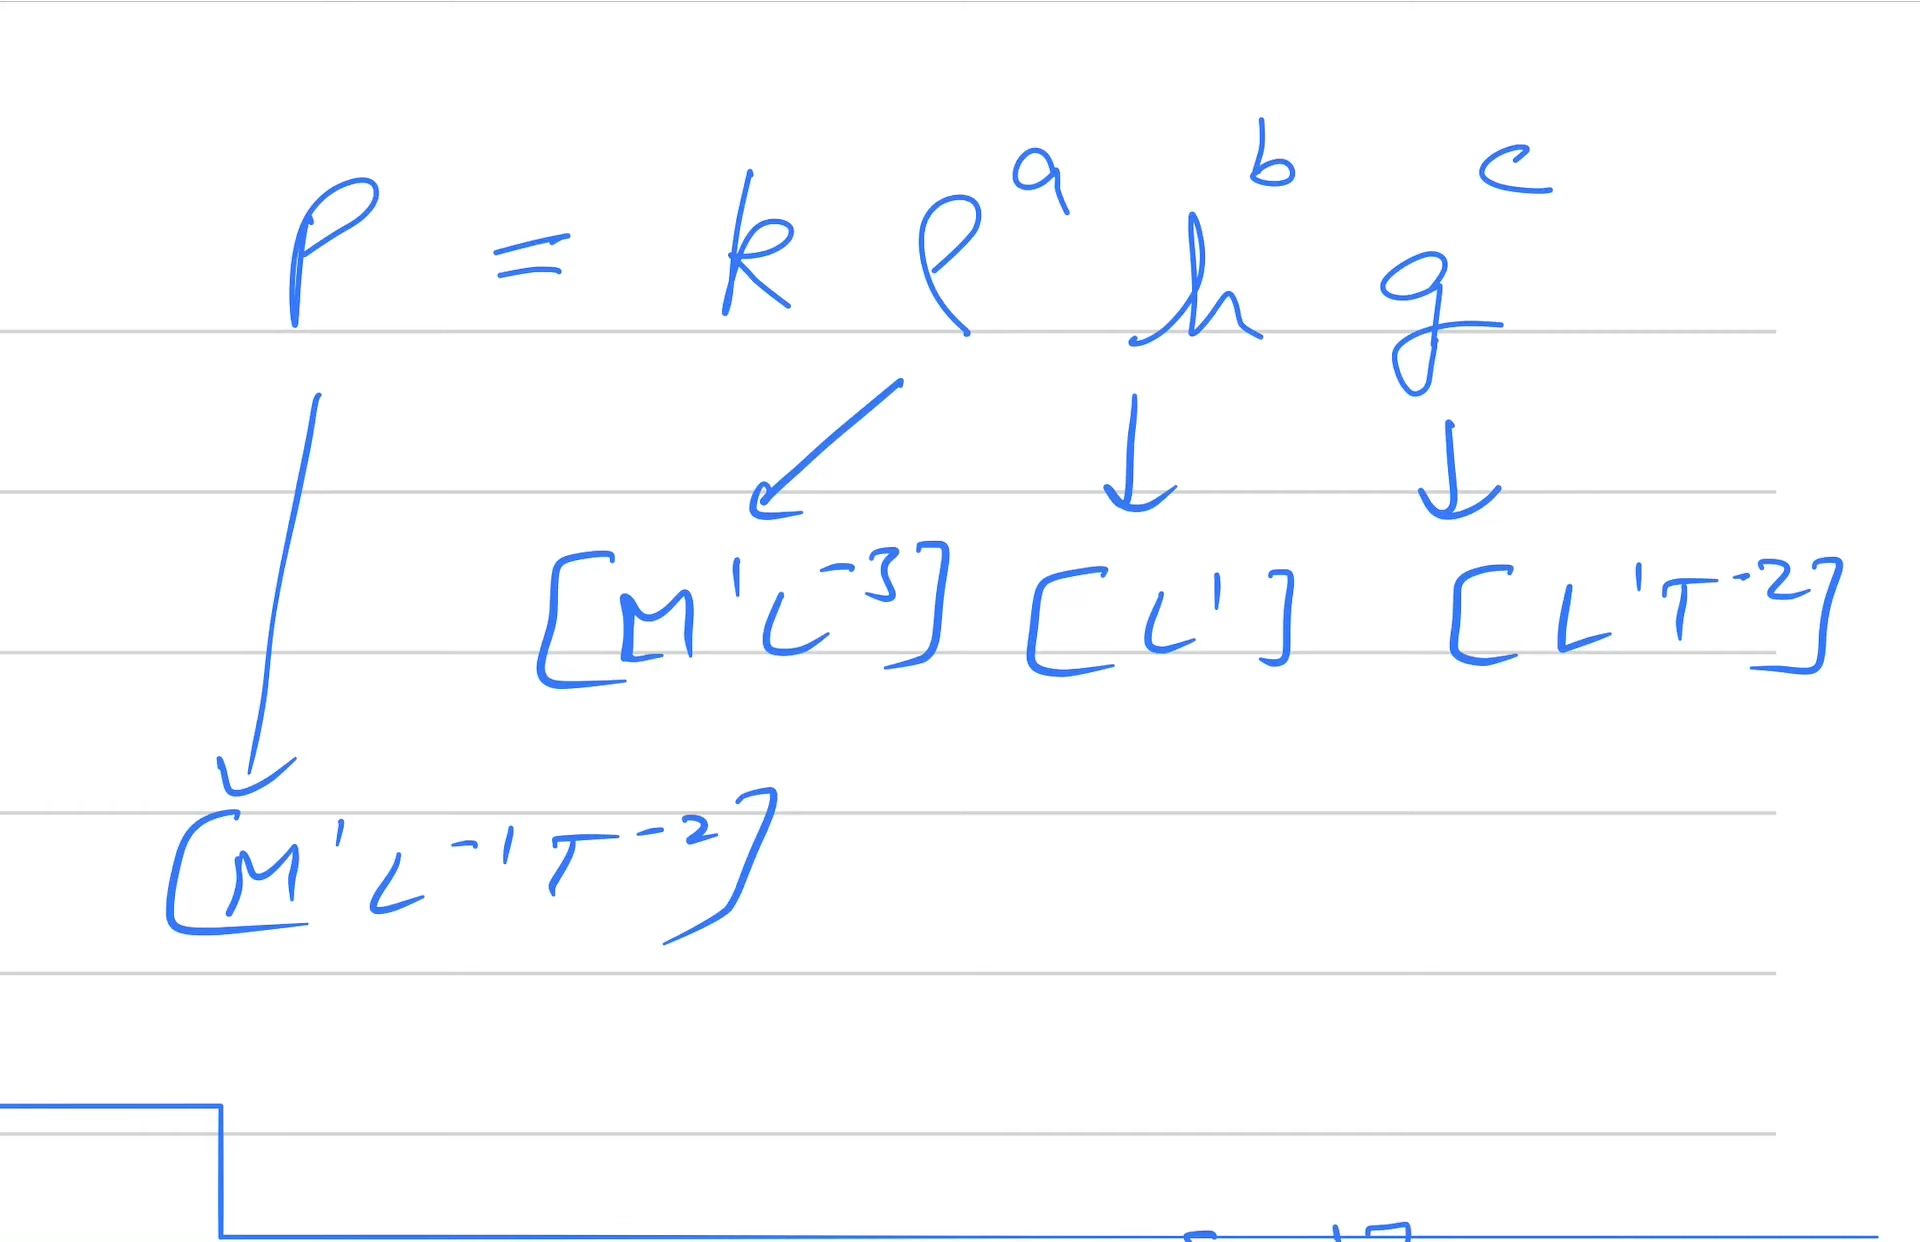 P = k ρ^a h^b g^c
[M^1 L^-3] [L^1] [L^1 T^-2]
[M^1 L^-1 T^-2]